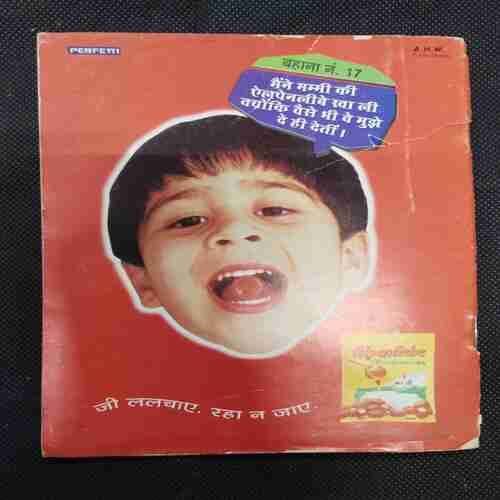 PERFETTI
A.H.W.
बहाना नं. 17
मैंने मम्मी की
ऐल्पेनलीबे खा ली
क्योंकि वैसे भी वे मुझे
दे ही देतीं।
जी ललचाए, रहा न जाए.